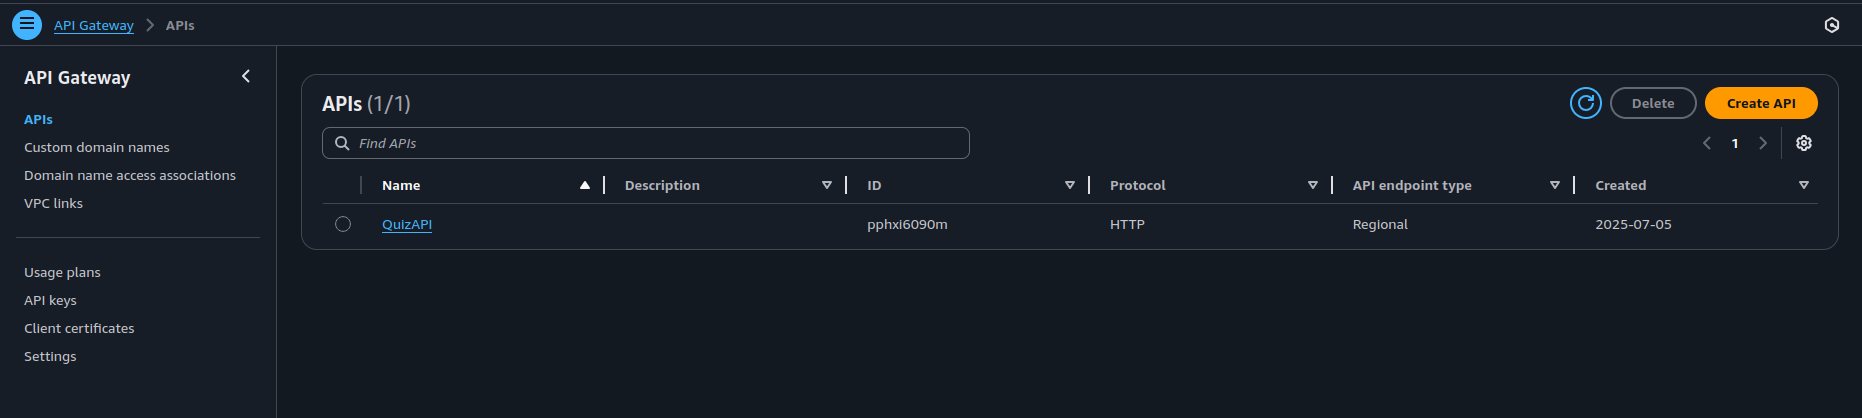 API Gateway > APIs
API Gateway
APIs
Custom domain names
Domain name access associations
VPC links
Usage plans
API keys
Client certificates
Settings
APIs (1/1)
Delete
Create API
Find APIs
1
Name Description ID Protocol API endpoint type Created
QuizAPI pphxi6090m HTTP Regional 2025-07-05